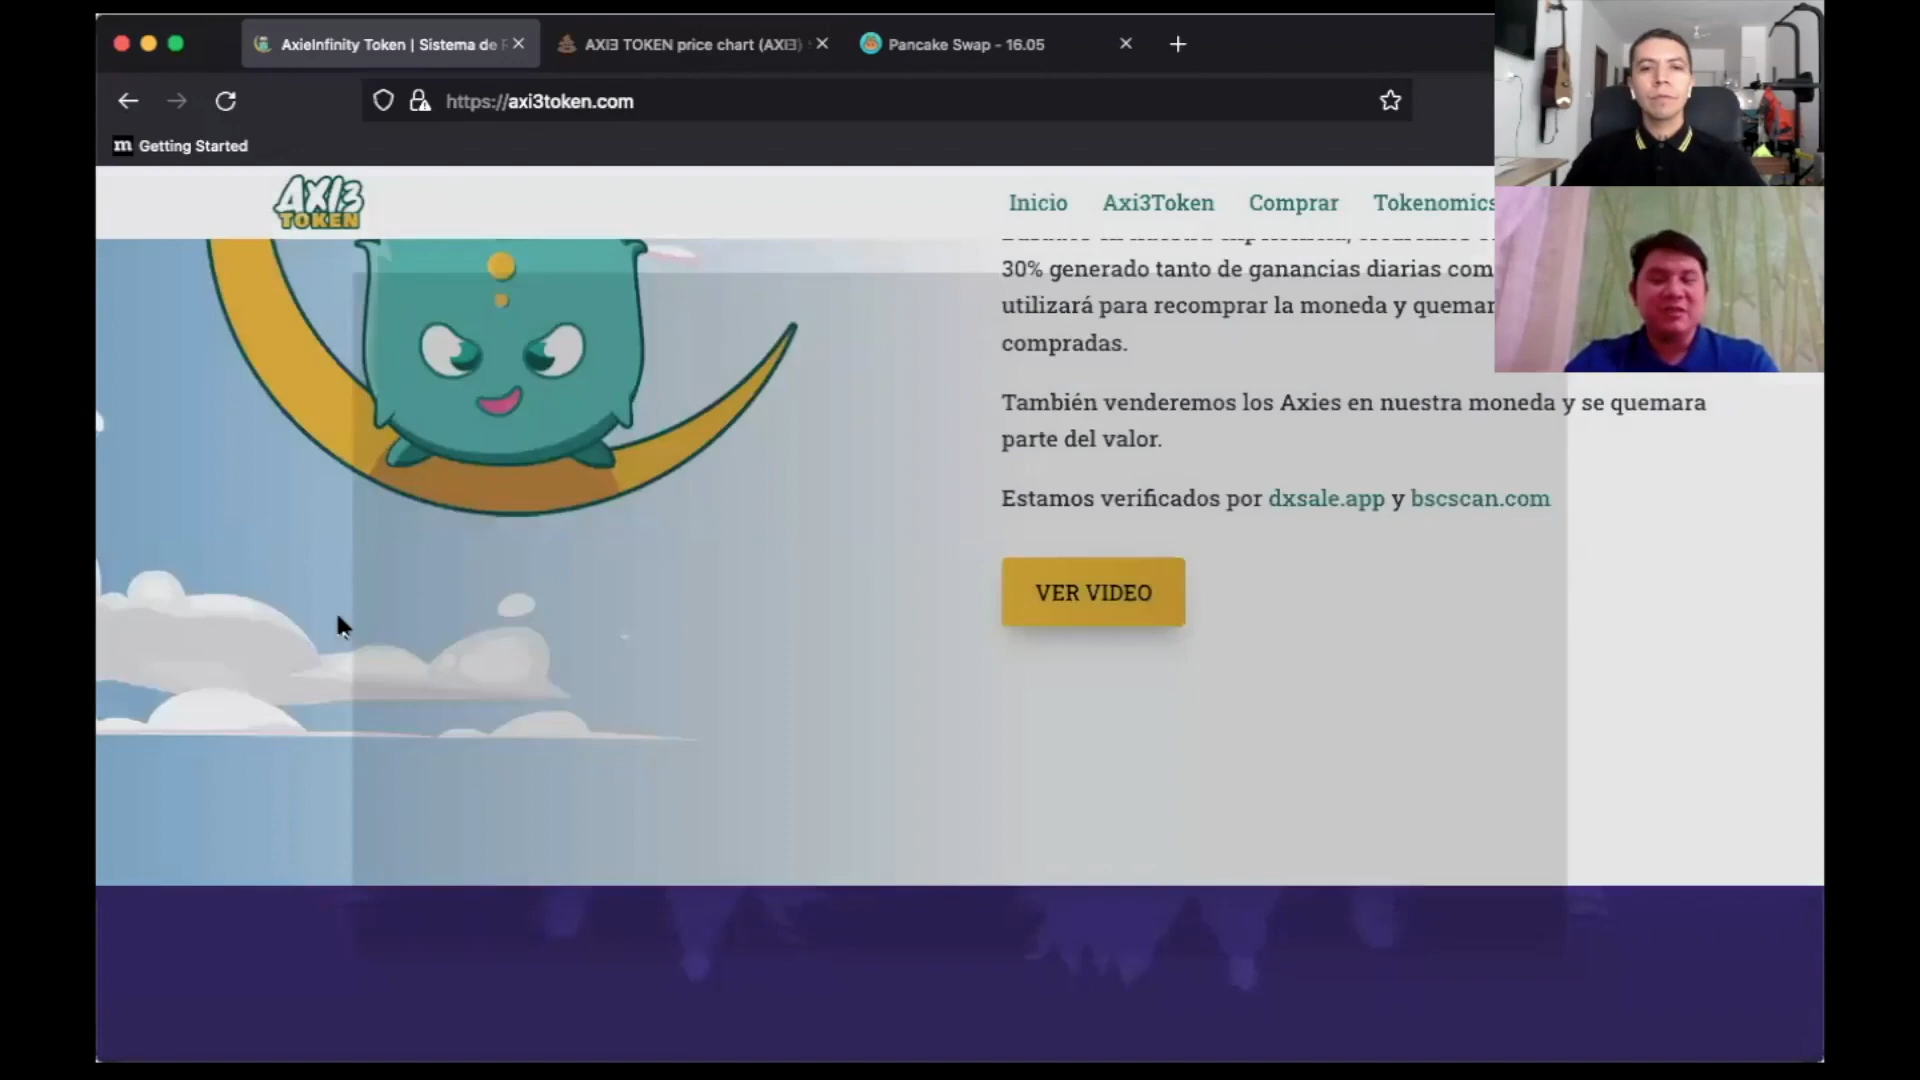 AxieInfinity Token | Sistema de R
AXIƎ TOKEN price chart (AXIƎ)
Pancake Swap - 16.05
https://axi3token.com
m Getting Started
AXI3
TOKEN
Inicio
Axi3Token
Comprar
Tokenomics
30% generado tanto de ganancias diarias com
utilizará para recomprar la moneda y quemar
compradas.
También venderemos los Axies en nuestra moneda y se quemara
parte del valor.
Estamos verificados por dxsale.app y bscscan.com
VER VIDEO